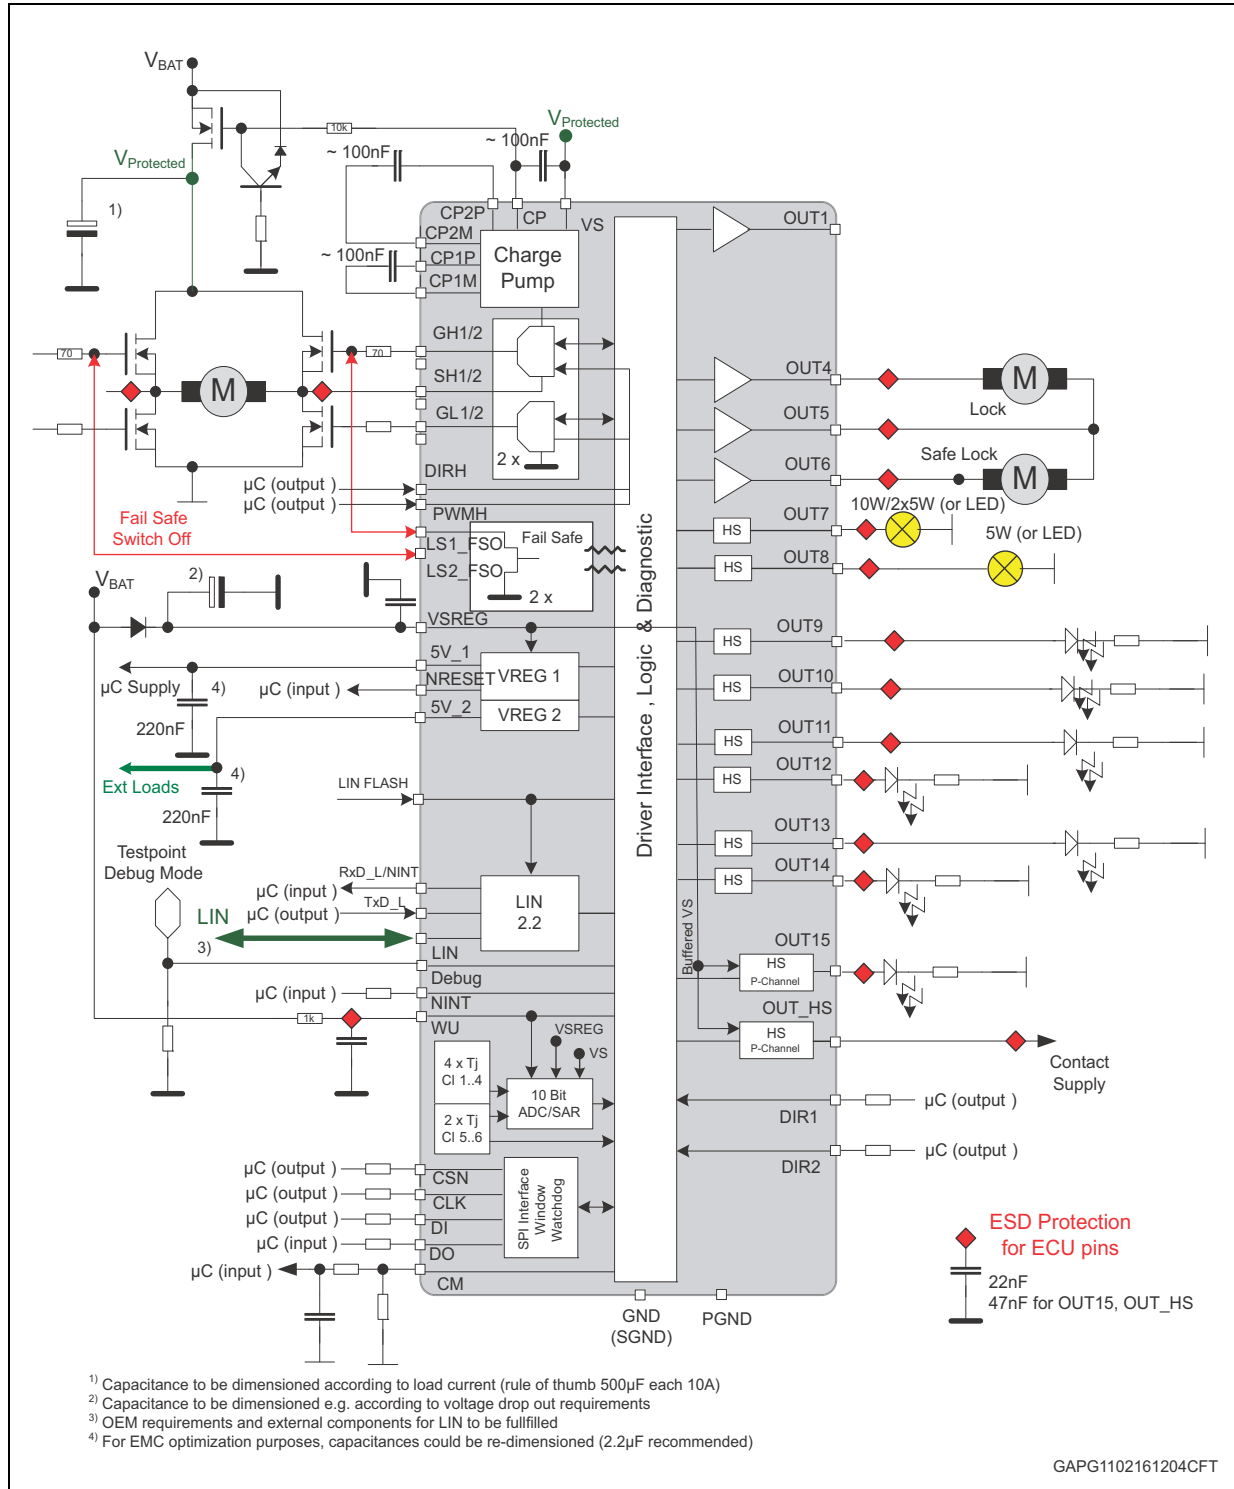 VBAT
VProtected
10k
~ 100nF
~ 100nF
VProtected
1)
CP2P
CP
VS
CP2M
CP1P
CP1M
~ 100nF
Charge
Pump
OUT1
GH1/2
70
70
SH1/2
M
GL1/2
2 x
DIRH
µC (output )
µC (output )
PWMH
Fail Safe
Switch Off
LS1_FSO
LS2_FSO
Fail Safe
2 x
OUT4
M
Lock
OUT5
Safe Lock
OUT6
M
10W/2x5W (or LED)
OUT7
HS
5W (or LED)
OUT8
HS
VBAT
2)
VSREG
5V_1
NRESET
5V_2
VREG 1
VREG 2
µC Supply
4)
220nF
µC (input )
Ext Loads
4)
220nF
OUT9
HS
OUT10
HS
OUT11
HS
OUT12
HS
OUT13
HS
OUT14
HS
Driver Interface , Logic & Diagnostic
LIN FLASH
Testpoint
Debug Mode
RxD_L/NINT
µC (input )
TxD_L
µC (output )
LIN
2.2
LIN
3)
LIN
Debug
µC (input )
NINT
1k
WU
Buffered VS
OUT15
HS
P-Channel
OUT_HS
HS
P-Channel
Contact
Supply
VSREG
VS
4 x Tj
Cl 1..4
2 x Tj
Cl 5..6
10 Bit
ADC/SAR
DIR1
µC (output )
DIR2
µC (output )
µC (output )
CSN
µC (output )
CLK
µC (output )
DI
µC (input )
DO
µC (input )
CM
SPI Interface
Window
Watchdog
GND
(SGND)
PGND
ESD Protection
for ECU pins
22nF
47nF for OUT15, OUT_HS
1) Capacitance to be dimensioned according to load current (rule of thumb 500µF each 10A)
2) Capacitance to be dimensioned e.g. according to voltage drop out requirements
3) OEM requirements and external components for LIN to be fullfilled
4) For EMC optimization purposes, capacitances could be re-dimensioned (2.2µF recommended)
GAPG1102161204CFT